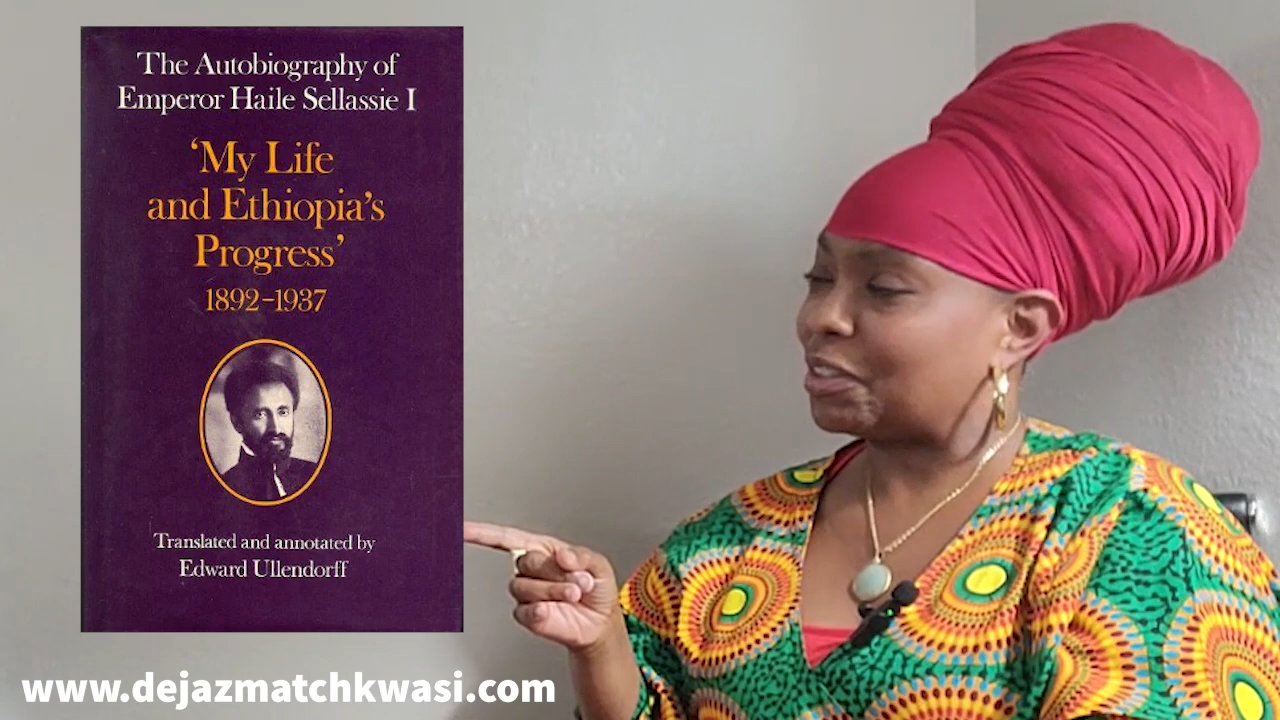 The Autobiography of
Emperor Haile Sellassie I
‘My Life
and Ethiopia’s
Progress’
1892–1937
Translated and annotated by
Edward Ullendorff
www.dejazmatchkwasi.com